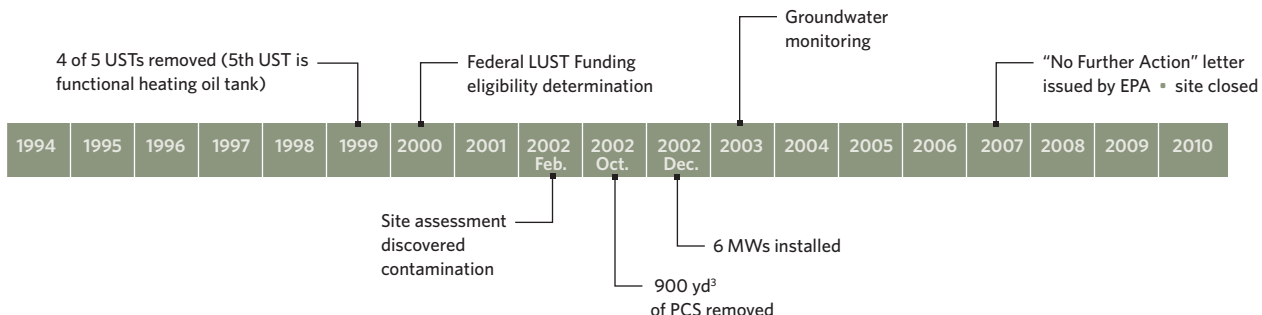 Groundwater
monitoring
4 of 5 USTs removed (5th UST is
functional heating oil tank)
Federal LUST Funding
eligibility determination
“No Further Action” letter
issued by EPA • site closed
1994 1995 1996 1997 1998 1999 2000 2001 2002 2002 2002 2003 2004 2005 2006 2007 2008 2009 2010
Feb. Oct. Dec.
Site assessment
discovered
contamination
6 MWs installed
900 yd³
of PCS removed